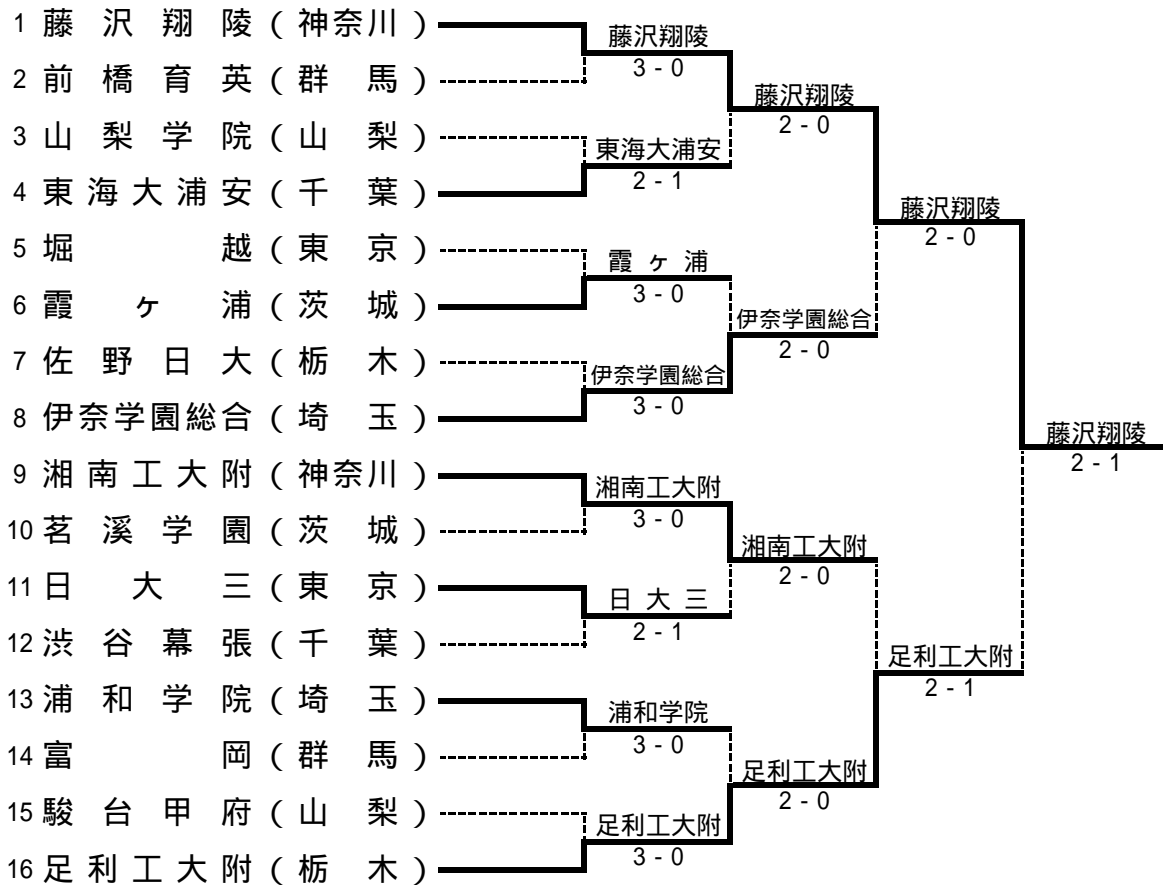 1 藤沢翔陵(神奈川)
藤沢翔陵
3 - 0
2 前橋育英(群馬)
藤沢翔陵
2 - 0
3 山梨学院(山梨)
東海大浦安
2 - 1
4 東海大浦安(千葉)
藤沢翔陵
2 - 0
5 堀越(東京)
霞ヶ浦
3 - 0
6 霞ヶ浦(茨城)
伊奈学園総合
2 - 0
7 佐野日大(栃木)
伊奈学園総合
3 - 0
8 伊奈学園総合(埼玉)
藤沢翔陵
2 - 1
9 湘南工大附(神奈川)
湘南工大附
3 - 0
10 茗溪学園(茨城)
湘南工大附
2 - 0
11 日大三(東京)
日大三
2 - 1
12 渋谷幕張(千葉)
足利工大附
2 - 1
13 浦和学院(埼玉)
浦和学院
3 - 0
14 富岡(群馬)
足利工大附
2 - 0
15 駿台甲府(山梨)
足利工大附
3 - 0
16 足利工大附(栃木)